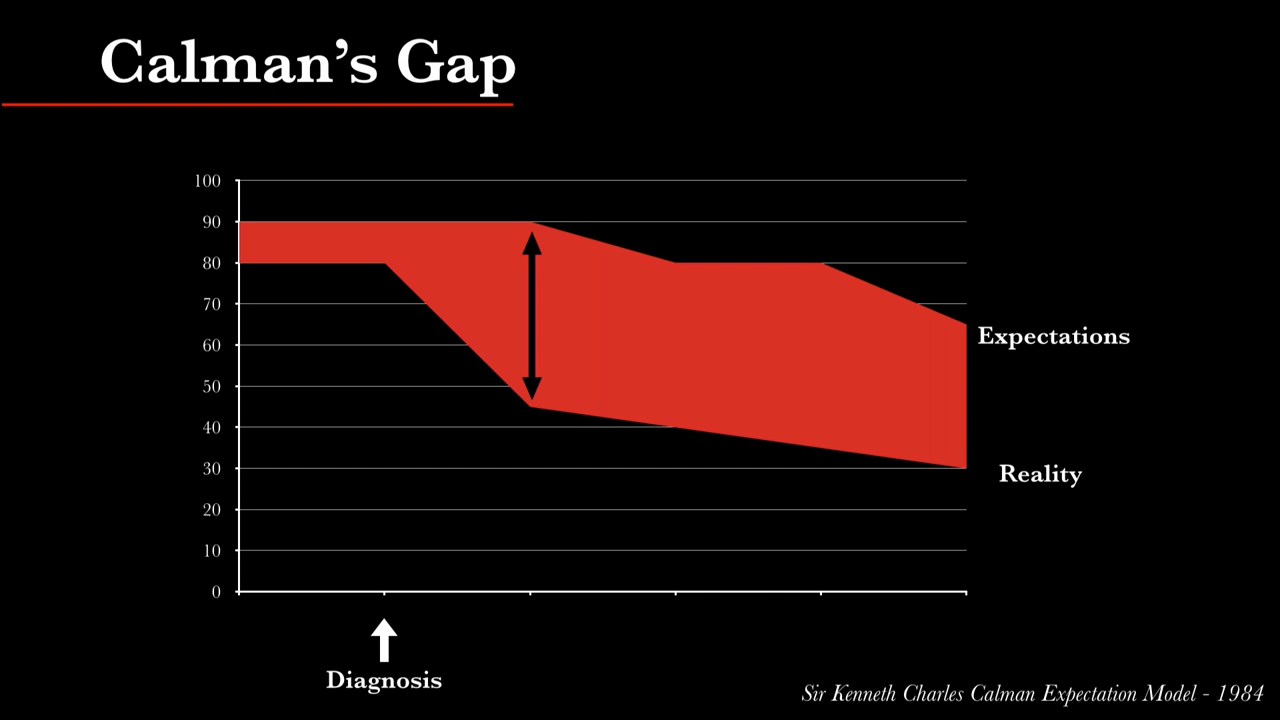 Calman’s Gap
100
90
80
70
60
50
40
30
20
10
0
Expectations
Reality
Diagnosis
Sir Kenneth Charles Calman Expectation Model - 1984